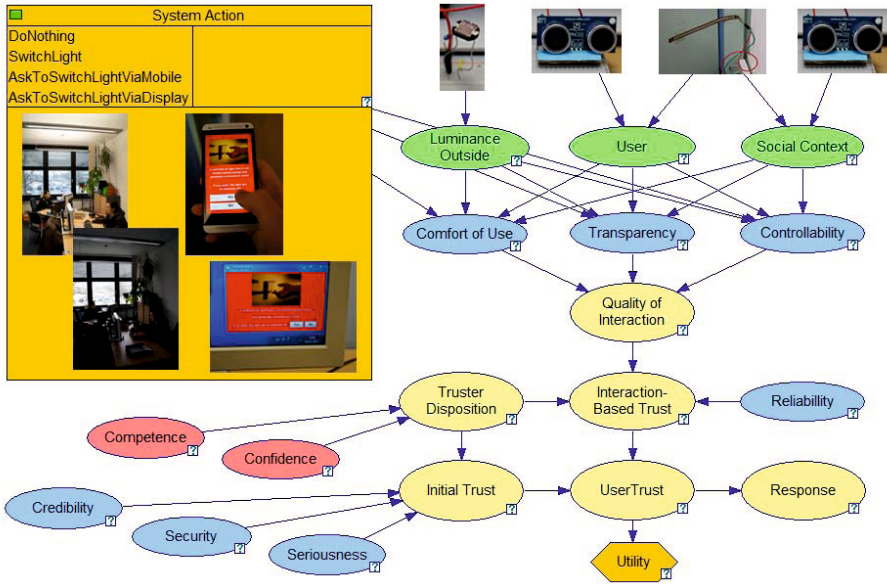 System Action
DoNothing
SwitchLight
AskToSwitchLightViaMobile
AskToSwitchLightViaDisplay
?
Luminance
Outside
?
User
?
Social Context
?
Comfort of Use
?
Transparency
?
Controllability
?
Quality of
Interaction
?
Truster
Disposition
?
Interaction-
Based Trust
?
Reliabillity
?
Competence
?
Confidence
?
Credibility
?
Initial Trust
?
UserTrust
?
Response
?
Security
?
Seriousness
?
Utility
?